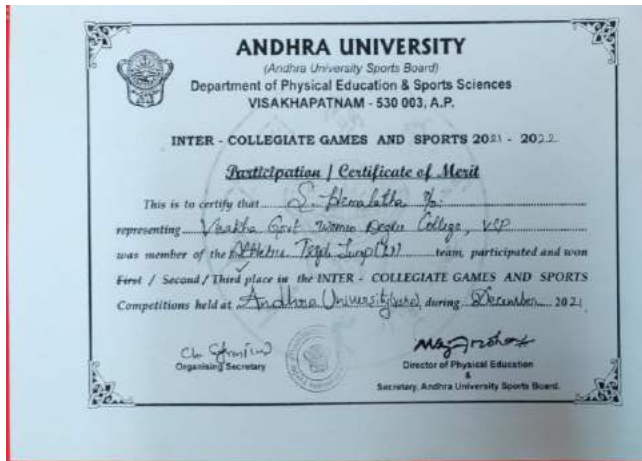 ANDHRA UNIVERSITY
(Andhra University Sports Board)
Department of Physical Education & Sports Sciences
VISAKHAPATNAM - 530 003, A.P.
INTER - COLLEGIATE GAMES AND SPORTS 2021 - 2022
Participation / Certificate of Merit
This is to certify that S. Hemalatha
representing Visakha Govt Women Degree College, VSP
was member of the Athletics Triple Jump team, participated and won
First / Second / Third place in the INTER - COLLEGIATE GAMES AND SPORTS
Competitions held at Andhra University during December 2021
Organising Secretary
Director of Physical Education
&
Secretary, Andhra University Sports Board.